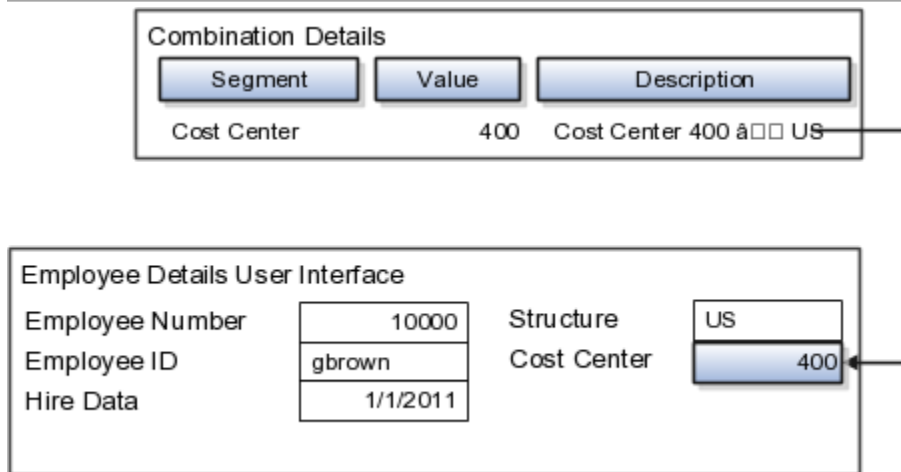 Combination Details
Segment Value Description
Cost Center 400 Cost Center 400 â□□ US
Employee Details User Interface
Employee Number 10000 Structure US
Employee ID gbrown Cost Center 400
Hire Data 1/1/2011